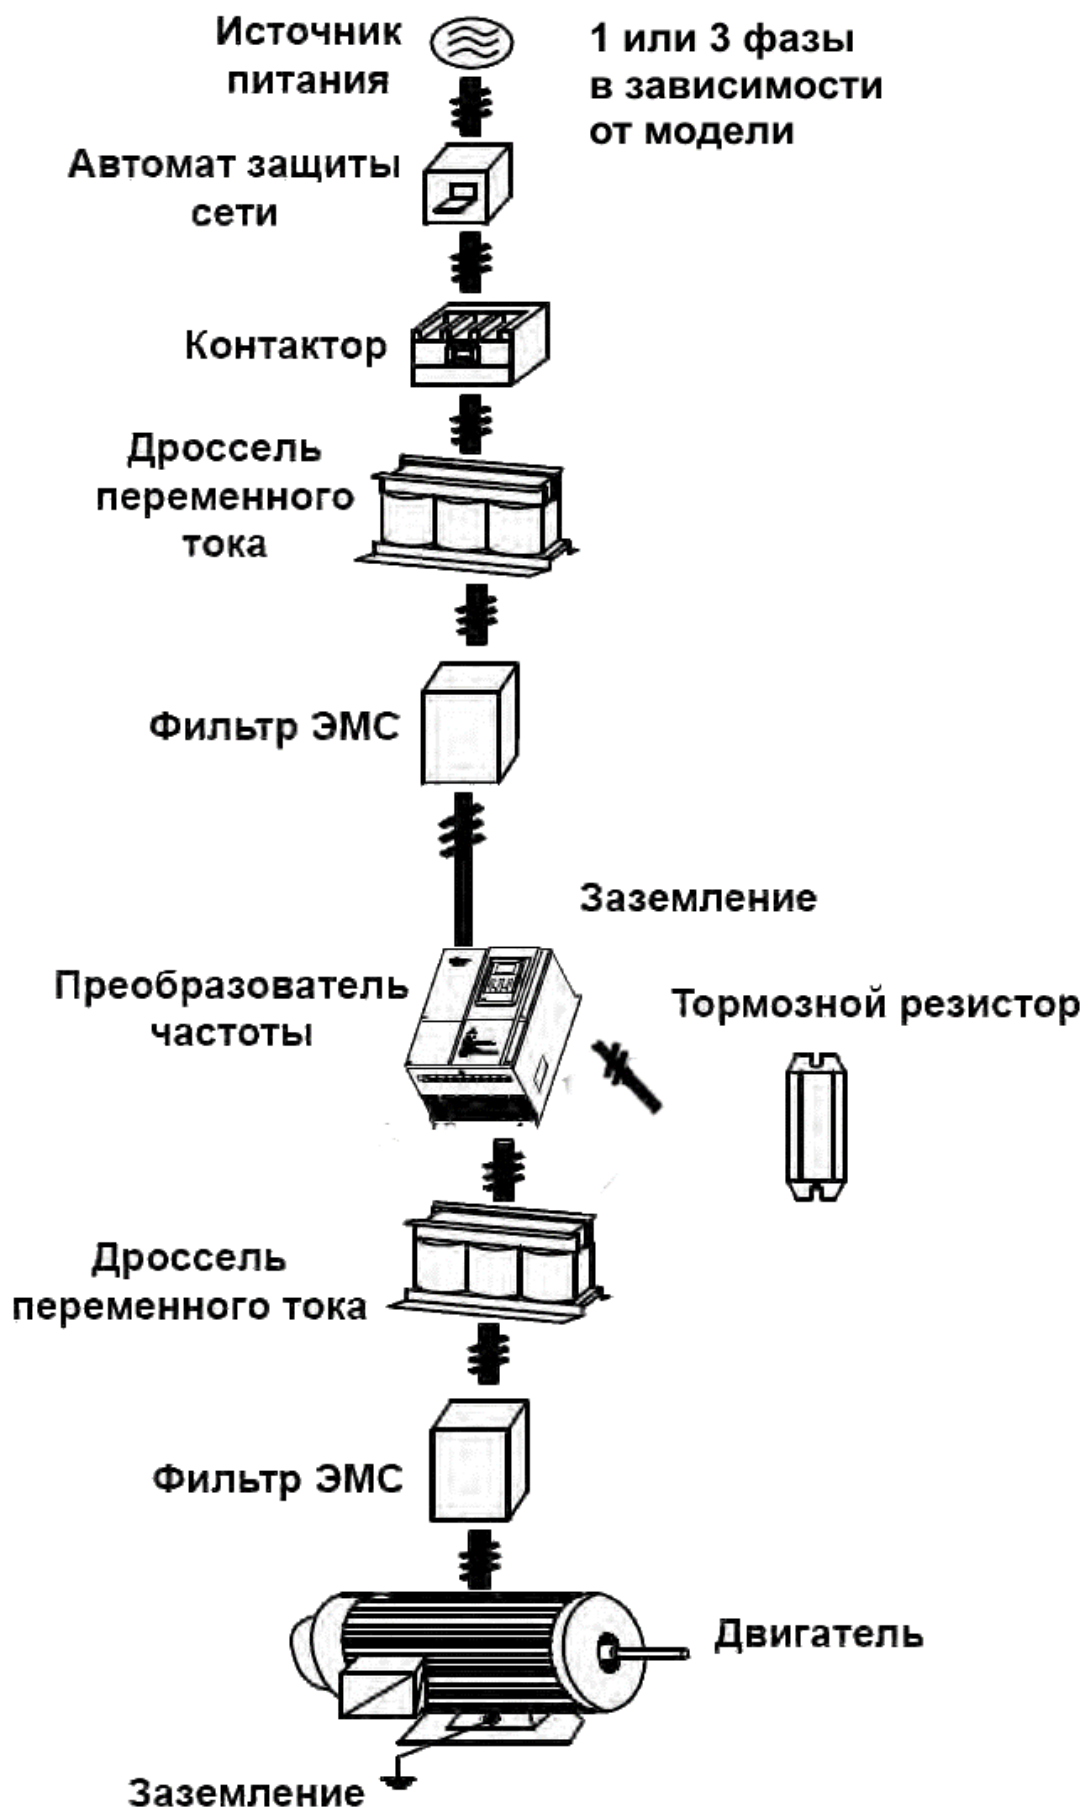 Источник
питания
1 или 3 фазы
в зависимости
от модели
Автомат защиты
сети
Контактор
Дроссель
переменного
тока
Фильтр ЭМС
Заземление
Преобразователь
частоты
Тормозной резистор
Дроссель
переменного тока
Фильтр ЭМС
Двигатель
Заземление